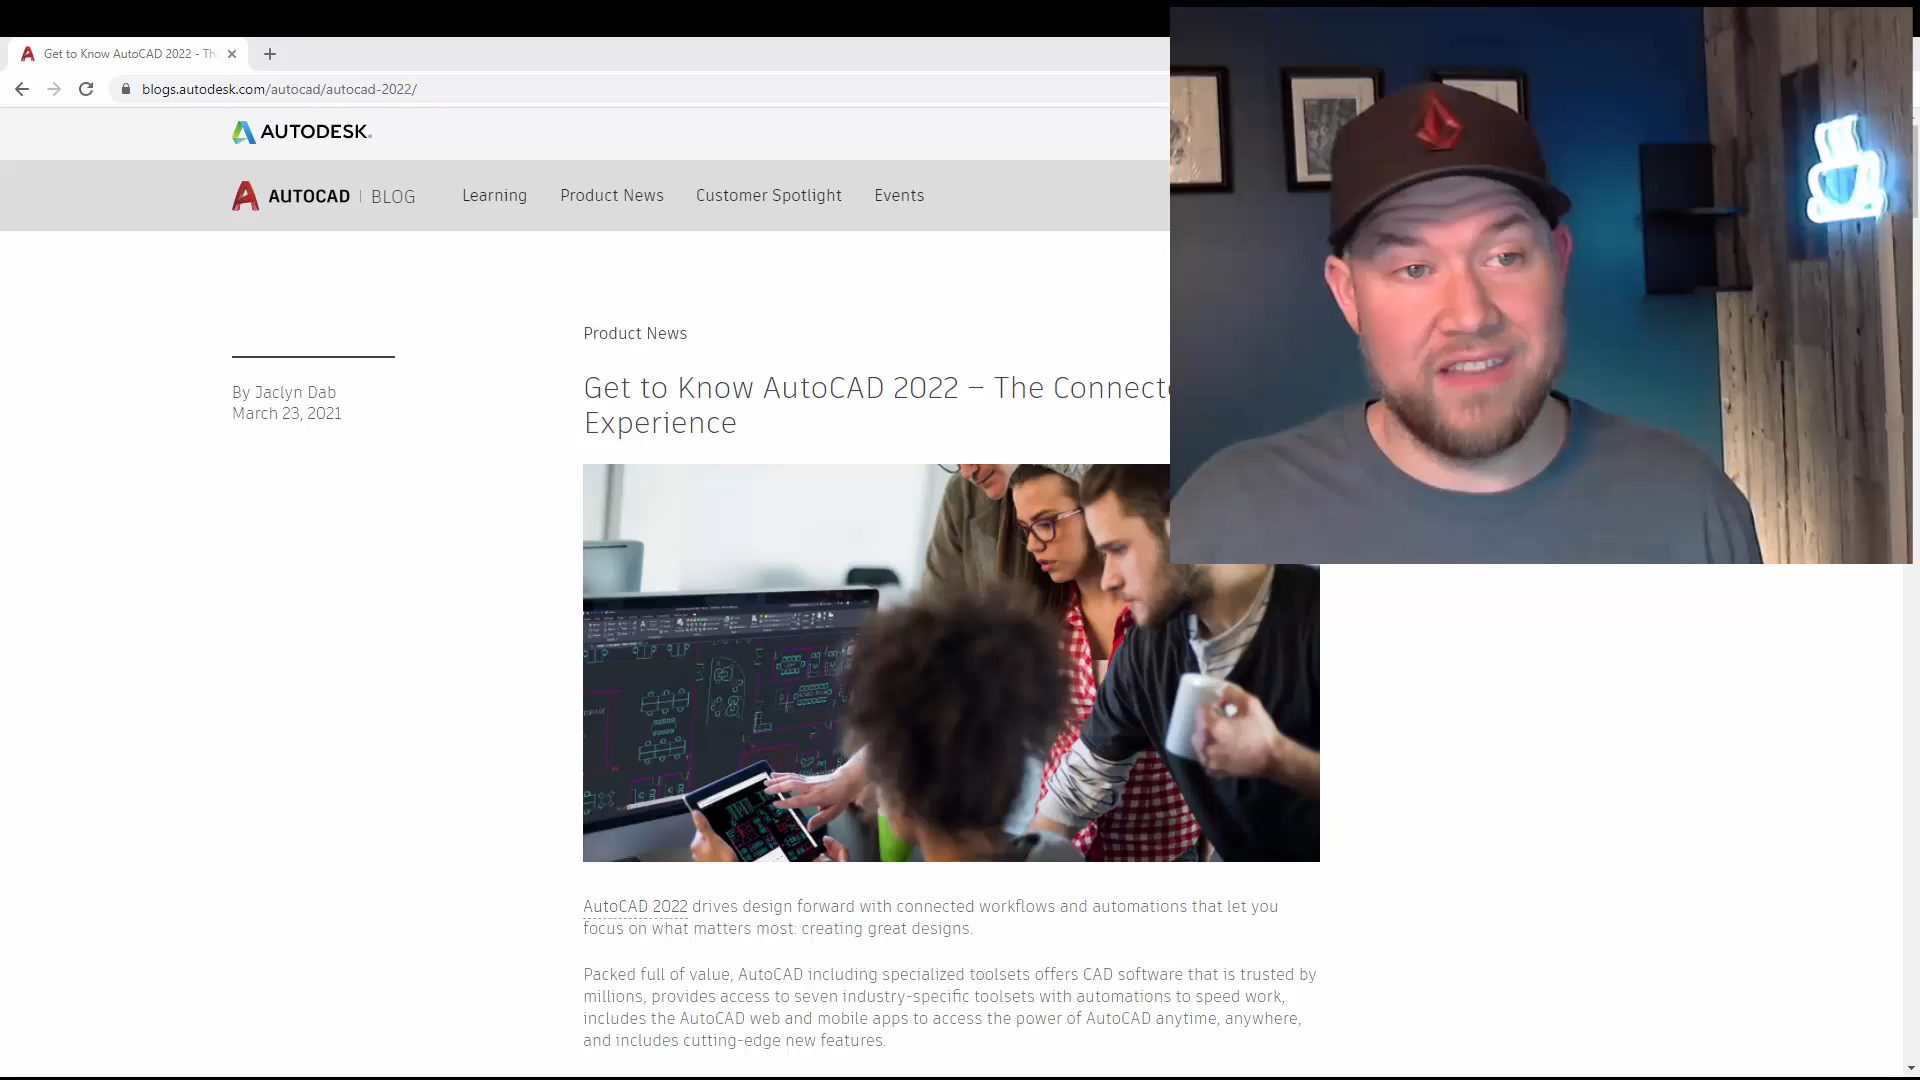 Get to Know AutoCAD 2022 - Th
blogs.autodesk.com/autocad/autocad-2022/
AUTODESK.
AUTOCAD | BLOG
Learning
Product News
Customer Spotlight
Events
Product News
By Jaclyn Dab
March 23, 2021
Get to Know AutoCAD 2022 – The Connect
Experience
AutoCAD 2022 drives design forward with connected workflows and automations that let you
focus on what matters most: creating great designs.
Packed full of value, AutoCAD including specialized toolsets offers CAD software that is trusted by
millions, provides access to seven industry-specific toolsets with automations to speed work,
includes the AutoCAD web and mobile apps to access the power of AutoCAD anytime, anywhere,
and includes cutting-edge new features.